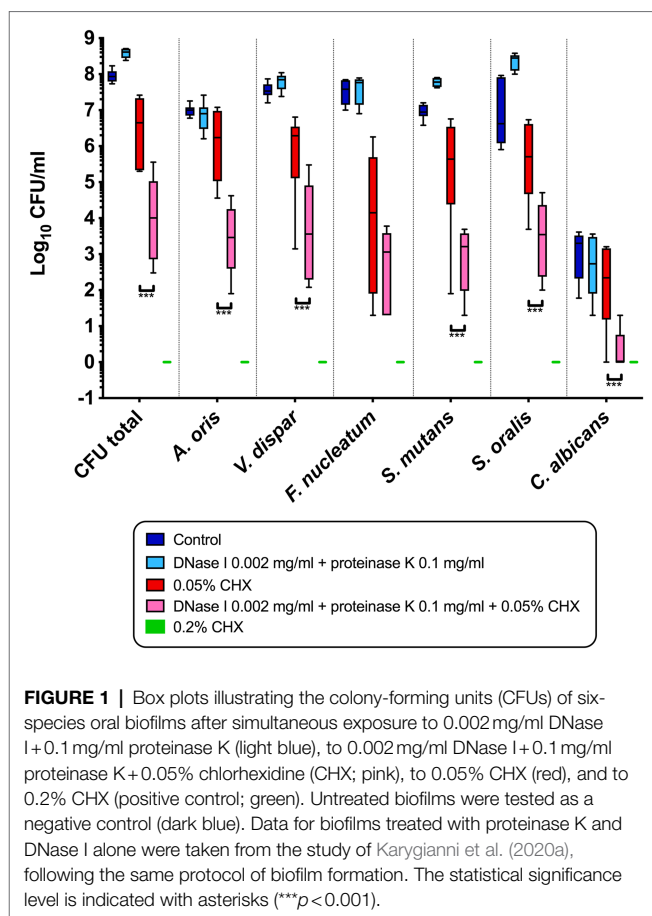 9
8
7
6
5
4
3
2
1
0
-1
Log10 CFU/ml
***
***
***
***
***
***
CFU total
A. oris
V. dispar
F. nucleatum
S. mutans
S. oralis
C. albicans
Control
DNase I 0.002 mg/ml + proteinase K 0.1 mg/ml
0.05% CHX
DNase I 0.002 mg/ml + proteinase K 0.1 mg/ml + 0.05% CHX
0.2% CHX
FIGURE 1 | Box plots illustrating the colony-forming units (CFUs) of six-
species oral biofilms after simultaneous exposure to 0.002 mg/ml DNase
I + 0.1 mg/ml proteinase K (light blue), to 0.002 mg/ml DNase I + 0.1 mg/ml
proteinase K + 0.05% chlorhexidine (CHX; pink), to 0.05% CHX (red), and to
0.2% CHX (positive control; green). Untreated biofilms were tested as a
negative control (dark blue). Data for biofilms treated with proteinase K and
DNase I alone were taken from the study of Karygianni et al. (2020a),
following the same protocol of biofilm formation. The statistical significance
level is indicated with asterisks (***p < 0.001).